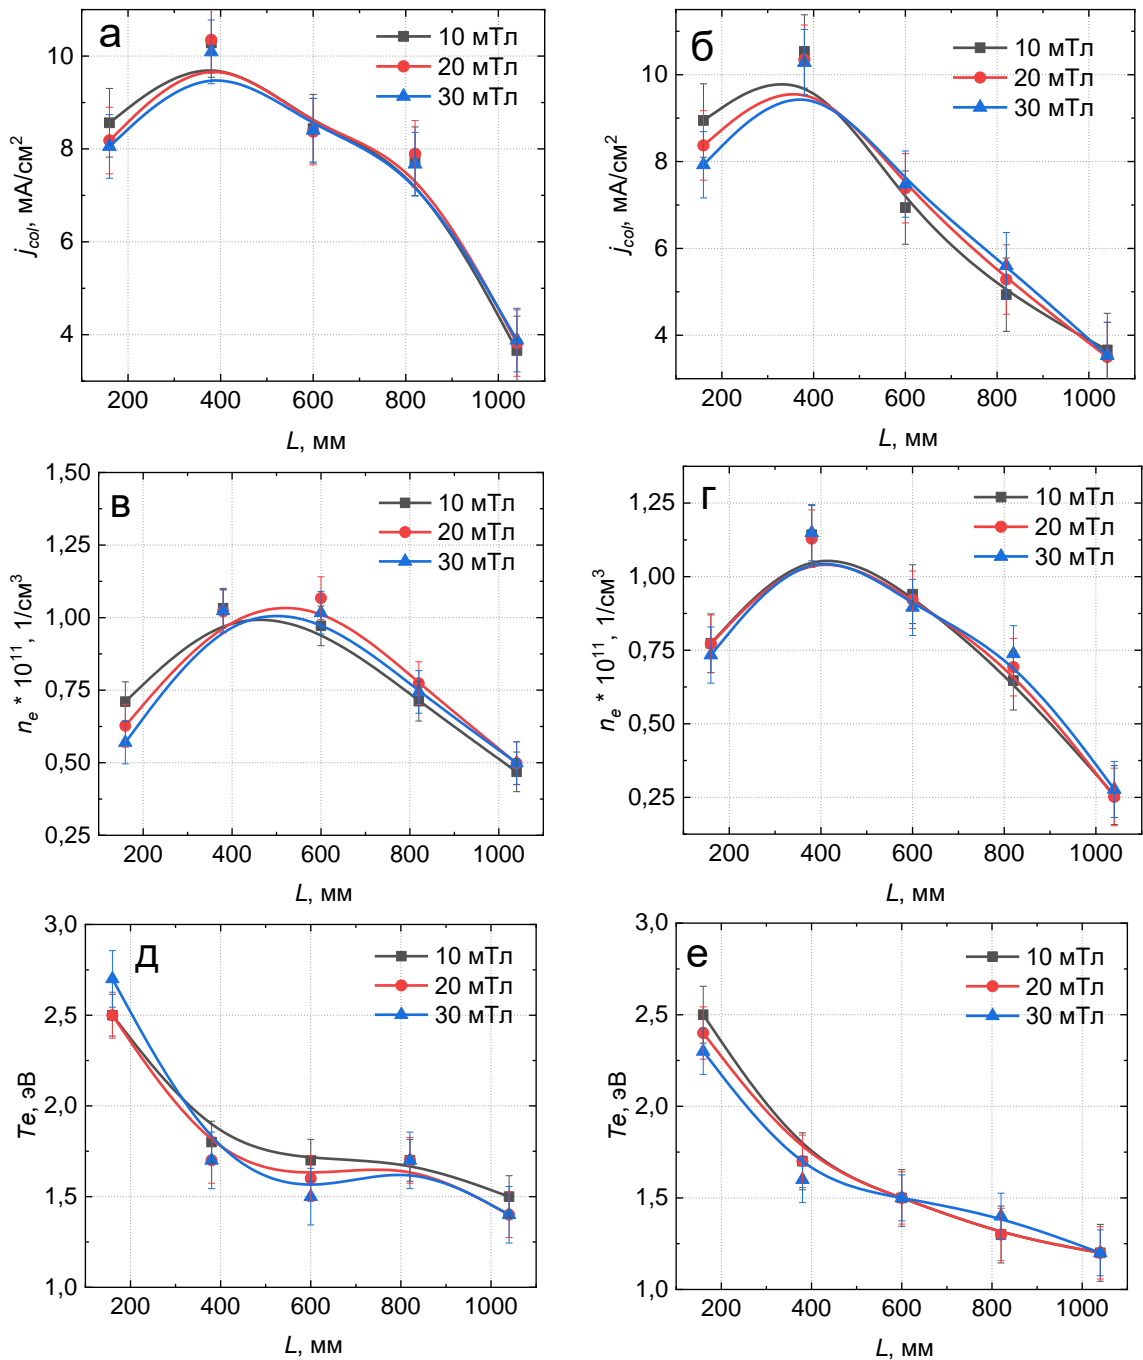 а
10 мТл
20 мТл
30 мТл
10
8
6
4
200 400 600 800 1000
j_col, мА/см²
L, мм
б
10 мТл
20 мТл
30 мТл
10
8
6
4
200 400 600 800 1000
j_col, мА/см²
L, мм
в
10 мТл
20 мТл
30 мТл
1,50
1,25
1,00
0,75
0,50
0,25
200 400 600 800 1000
n_e * 10¹¹, 1/см³
L, мм
г
10 мТл
20 мТл
30 мТл
1,25
1,00
0,75
0,50
0,25
200 400 600 800 1000
n_e * 10¹¹, 1/см³
L, мм
д
10 мТл
20 мТл
30 мТл
3,0
2,5
2,0
1,5
1,0
200 400 600 800 1000
Te, эВ
L, мм
е
10 мТл
20 мТл
30 мТл
3,0
2,5
2,0
1,5
1,0
200 400 600 800 1000
Te, эВ
L, мм